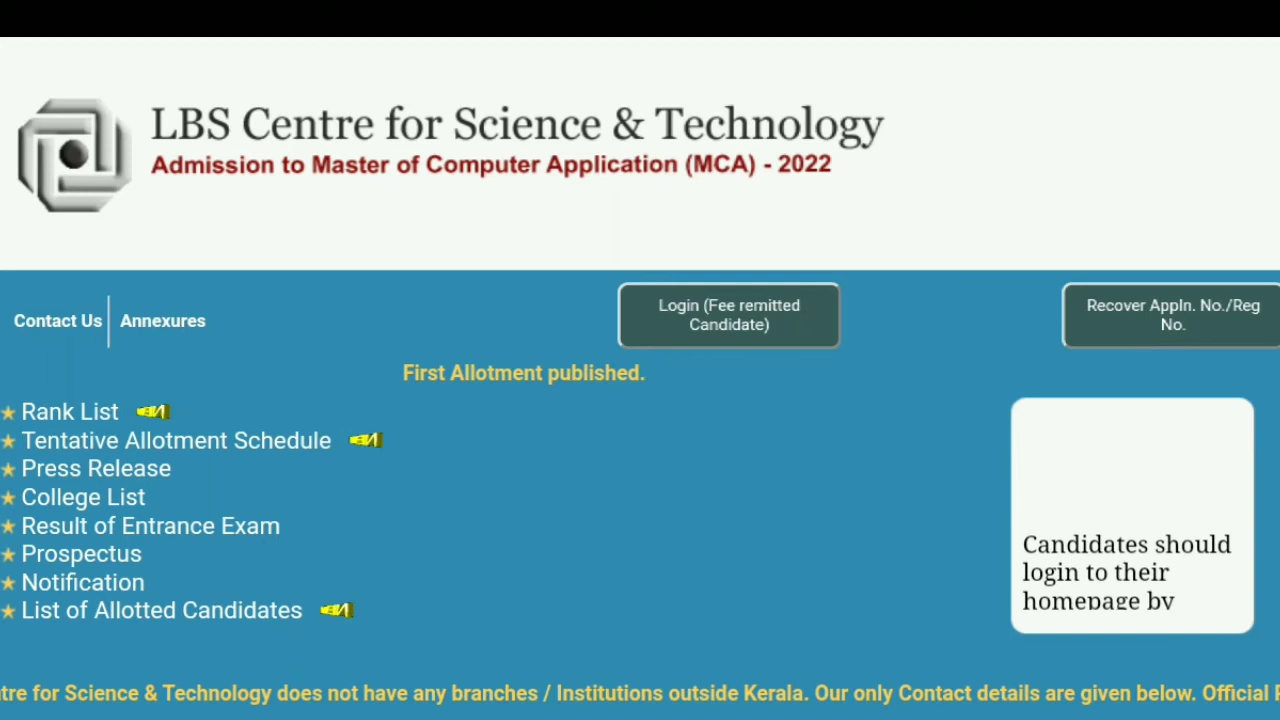 LBS Centre for Science & Technology
Admission to Master of Computer Application (MCA) - 2022
Contact Us
Annexures
Login (Fee remitted
Candidate)
Recover Appln. No./Reg
No.
First Allotment published.
Rank List
Tentative Allotment Schedule
Press Release
College List
Result of Entrance Exam
Prospectus
Notification
List of Allotted Candidates
Candidates should
login to their
homepage by
for Science & Technology does not have any branches / Institutions outside Kerala. Our only Contact details are given below. Official